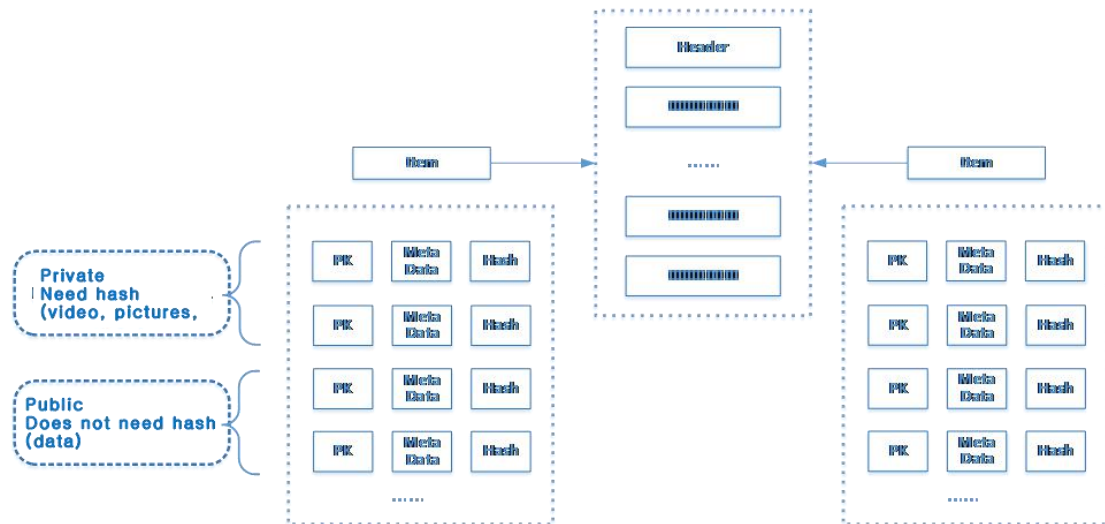 Header
......
Item
Item
PK
Meta
Data
Hash
PK
Meta
Data
Hash
PK
Meta
Data
Hash
PK
Meta
Data
Hash
......
Private
Need hash
(video, pictures,
Public
Does not need hash
(data)
PK
Meta
Data
Hash
PK
Meta
Data
Hash
PK
Meta
Data
Hash
PK
Meta
Data
Hash
......